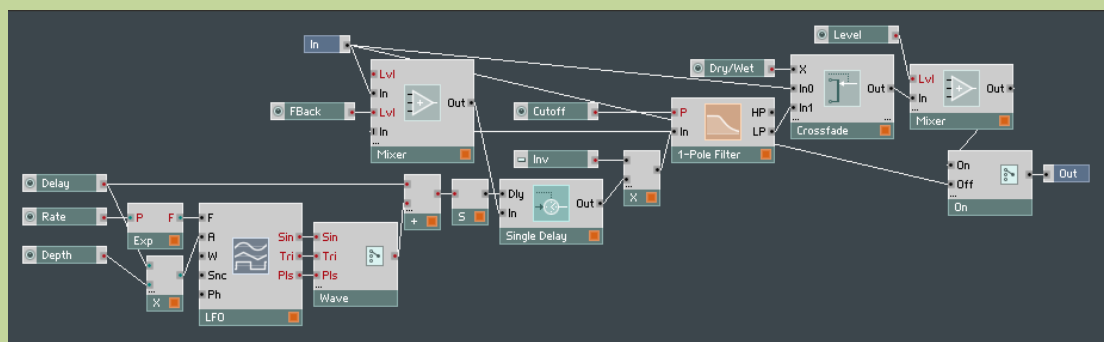 In
Lvl
In
Lvl
In
Out
Mixer
FBack
Cutoff
P
In
HP
LP
1-Pole Filter
Dry/Wet
X
In0
In1
Out
...
...
Crossfade
Level
Lvl
In
Out
...
Mixer
On
Off
...
On
Out
Inv
...
X
Delay
Rate
Depth
P F
Exp
...
X
F
A
W
Snc
Ph
Sin
Tri
Pls
LFO
Sin
Tri
Pls
...
Wave
...
+
S
Dly
In
Out
Single Delay